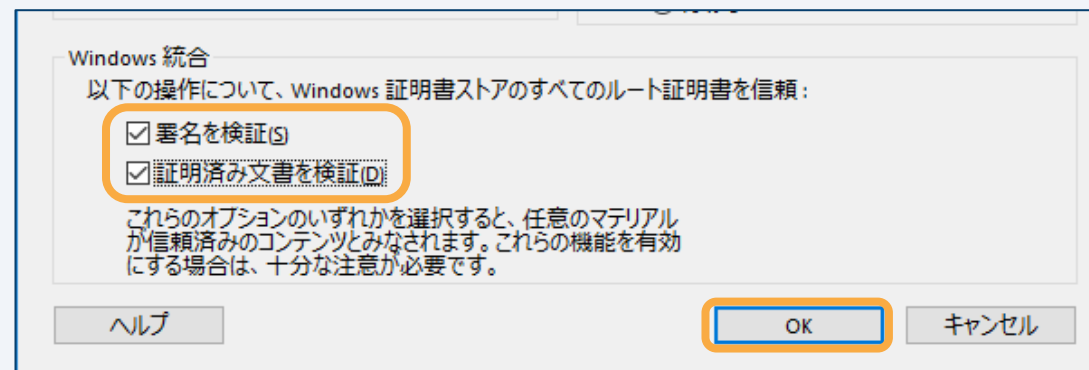 Windows 統合
以下の操作について、Windows 証明書ストアのすべてのルート証明書を信頼:
署名を検証(S)
証明済み文書を検証(D)
これらのオプションのいずれかを選択すると、任意のマテリアル
が信頼済みのコンテンツとみなされます。これらの機能を有効
にする場合は、十分な注意が必要です。
ヘルプ
OK
キャンセル